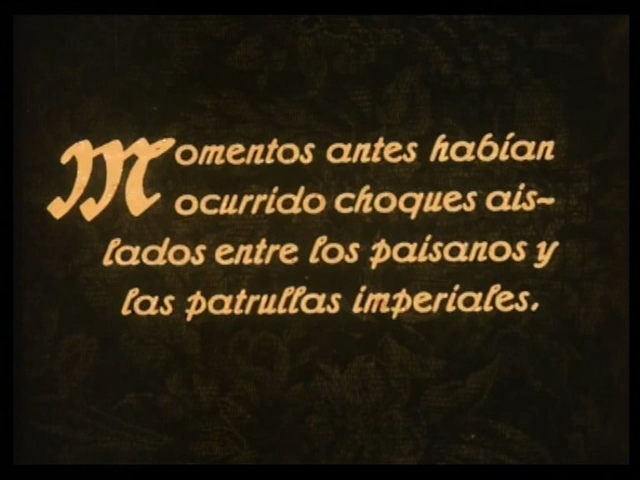 Momentos antes habían
ocurrido choques ais~
lados entre los paisanos y
las patrullas imperiales.